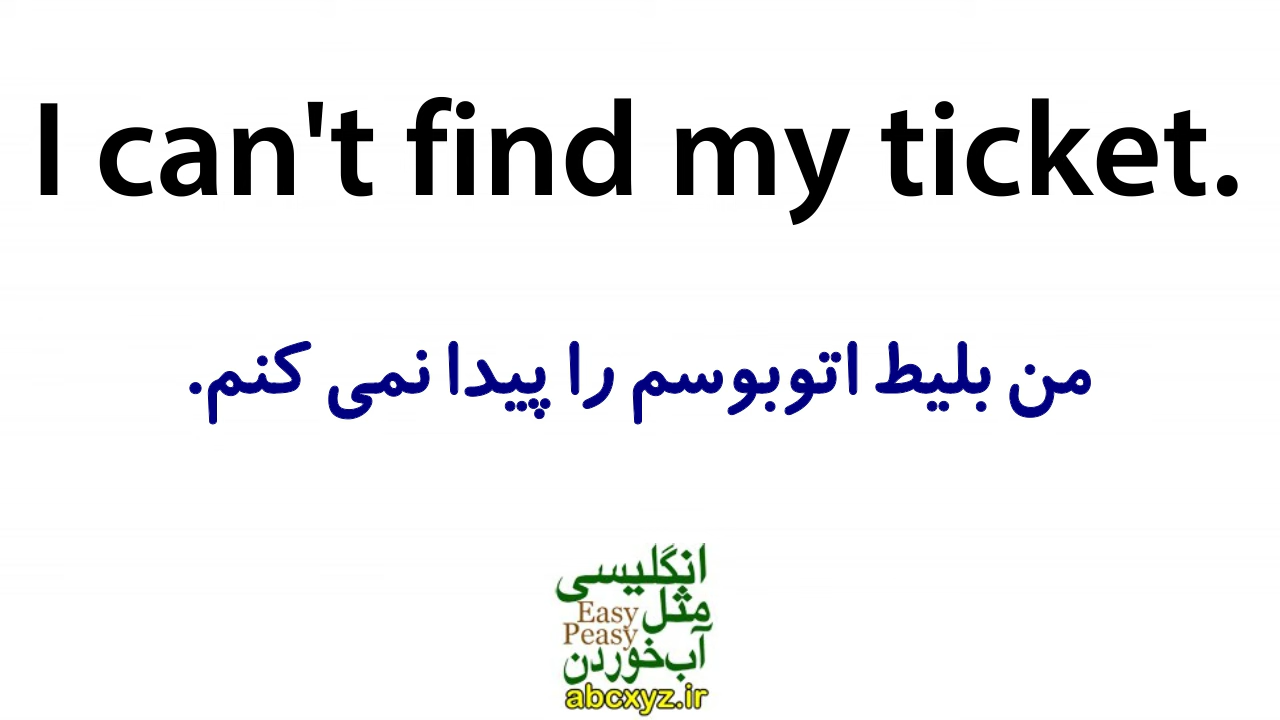 I can't find my ticket.
من بلیط اتوبوسم را پیدا نمی کنم.
انگلیسی
مثل
Easy
Peasy
آب‌خوردن
abcxyz.ir